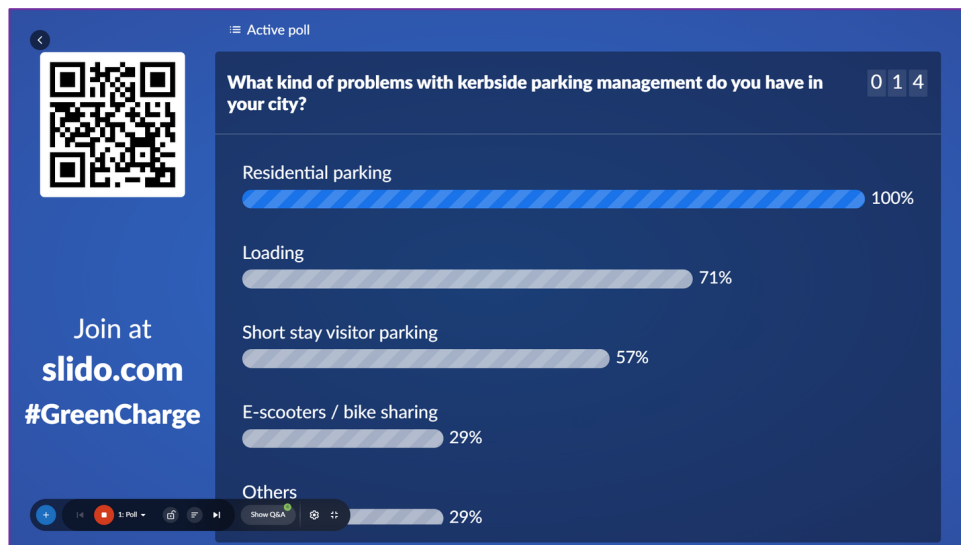 Active poll
What kind of problems with kerbside parking management do you have in
your city?
0 1 4
Residential parking
100%
Loading
71%
Short stay visitor parking
57%
E-scooters / bike sharing
29%
Others
29%
Join at
slido.com
#GreenCharge
1: Poll
Show Q&A